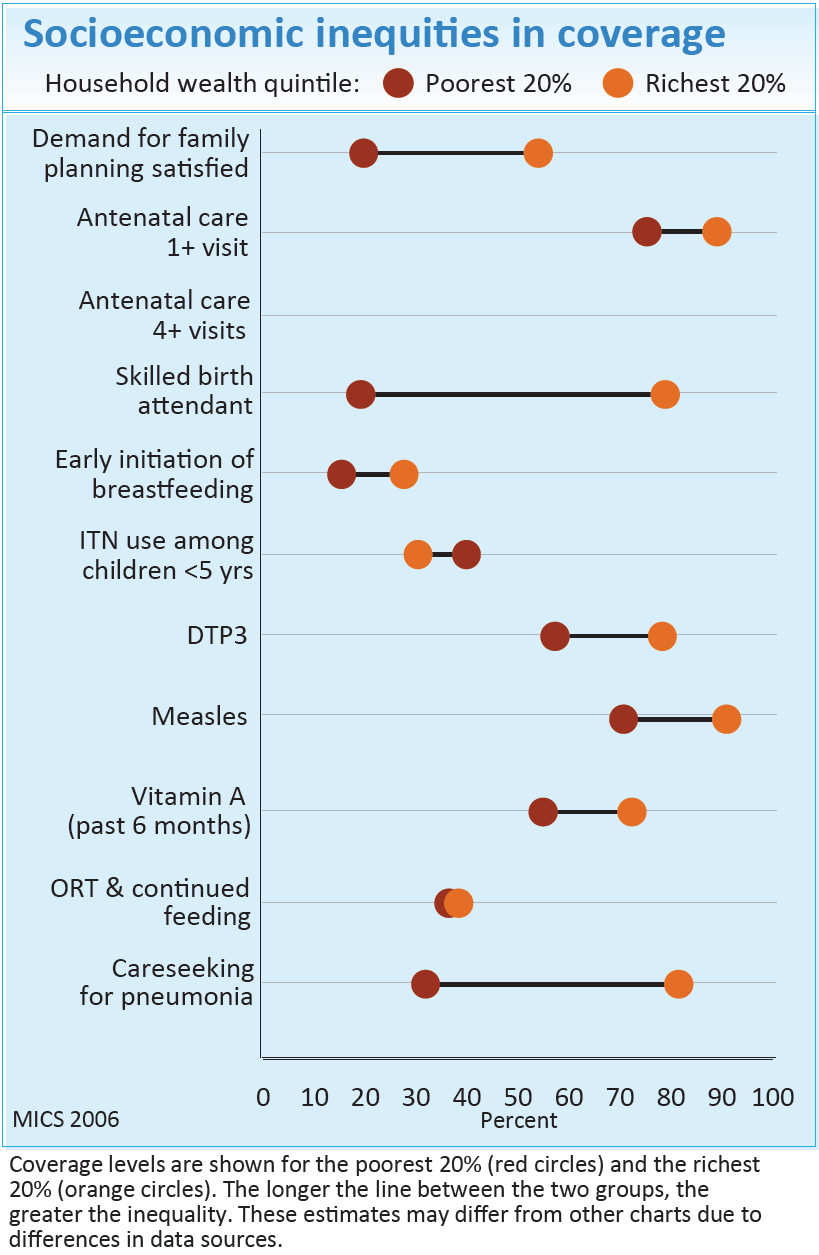 Socioeconomic inequities in coverage
Household wealth quintile: Poorest 20% Richest 20%
Demand for family
planning satisfied
Antenatal care
1+ visit
Antenatal care
4+ visits
Skilled birth
attendant
Early initiation of
breastfeeding
ITN use among
children <5 yrs
DTP3
Measles
Vitamin A
(past 6 months)
ORT & continued
feeding
Careseeking
for pneumonia
0 10 20 30 40 50 60 70 80 90 100
Percent
MICS 2006
Coverage levels are shown for the poorest 20% (red circles) and the richest
20% (orange circles). The longer the line between the two groups, the
greater the inequality. These estimates may differ from other charts due to
differences in data sources.